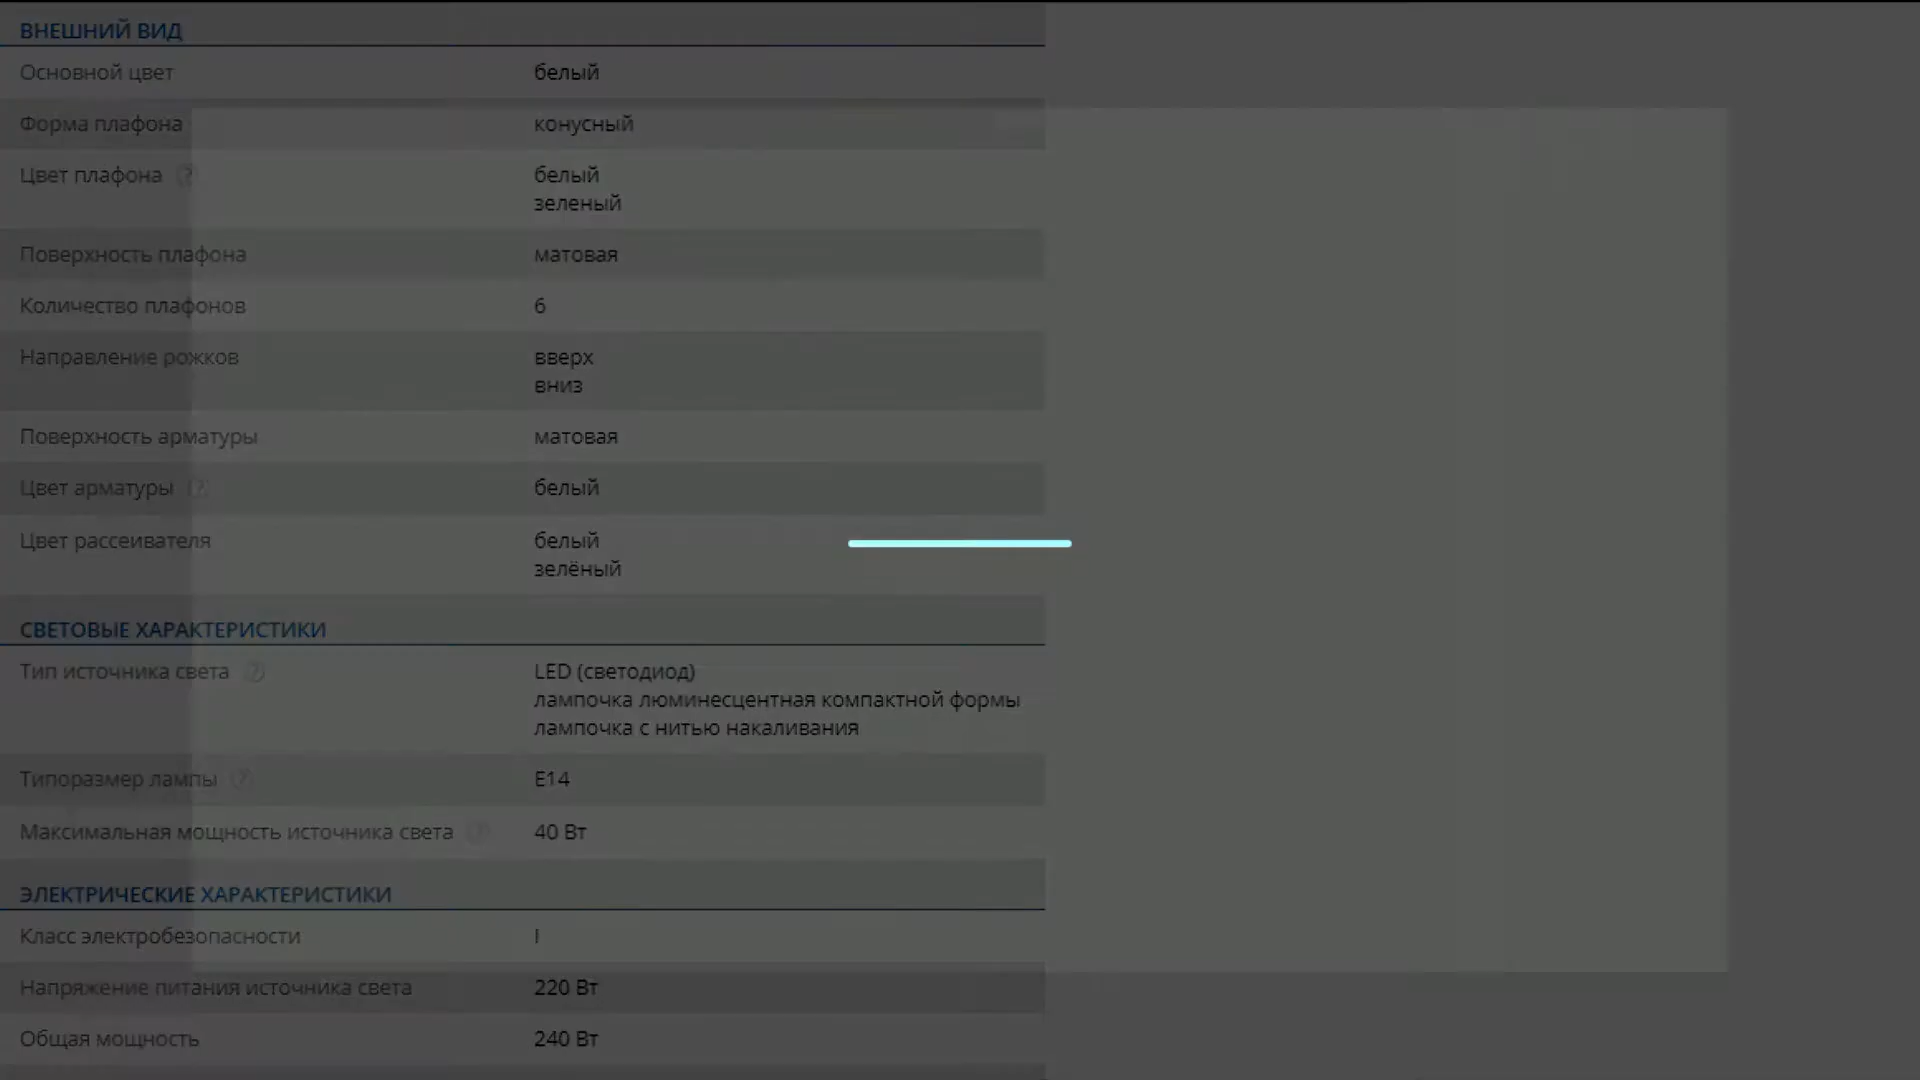 ВНЕШНИЙ ВИД
Основной цвет белый
Форма плафона конусный
Цвет плафона ? белый
зеленый
Поверхность плафона матовая
Количество плафонов 6
Направление рожков вверх
вниз
Поверхность арматуры матовая
Цвет арматуры ? белый
Цвет рассеивателя белый
зелёный
СВЕТОВЫЕ ХАРАКТЕРИСТИКИ
Тип источника света ? LED (светодиод)
лампочка люминесцентная компактной формы
лампочка с нитью накаливания
Типоразмер лампы ? E14
Максимальная мощность источника света ? 40 Вт
ЭЛЕКТРИЧЕСКИЕ ХАРАКТЕРИСТИКИ
Класс электробезопасности I
Напряжение питания источника света 220 Вт
Общая мощность 240 Вт